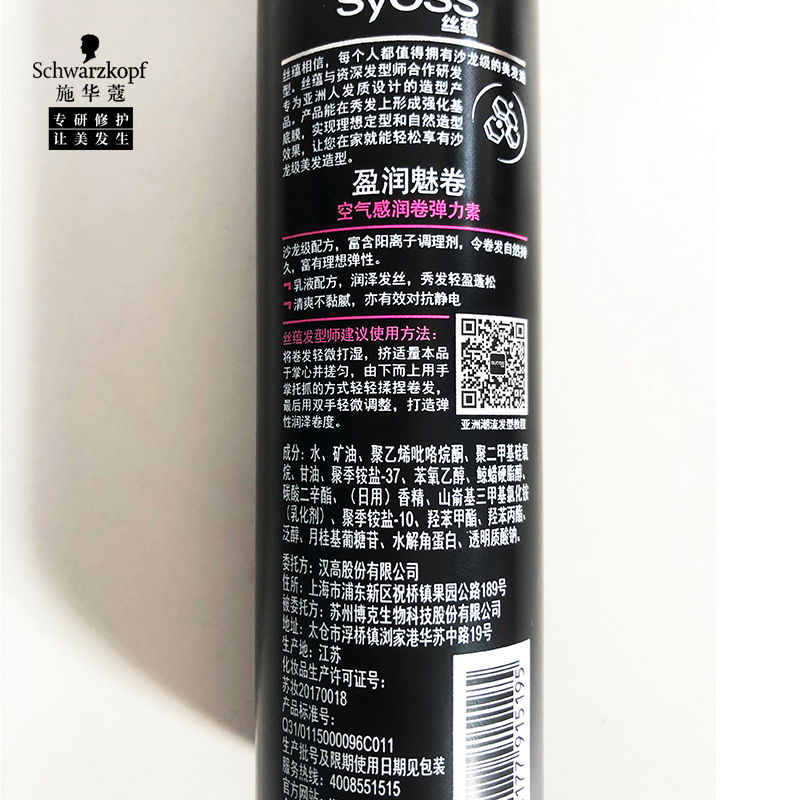 Schwarzkopf
施华蔻
专研修护
让美发生
syoss
丝蕴
丝蕴相信，每个人都值得拥有沙龙级的美发造
型。丝蕴与资深发型师合作研发
专为亚洲人发质设计的造型产
品。产品能在秀发上形成强化基
底膜，实现理想定型和自然造型
效果，让您在家就能轻松享有沙
龙级美发造型。
盈润魅卷
空气感润卷弹力素
沙龙级配方，富含阳离子调理剂，令卷发自然持
久，富有理想弹性。
乳液配方，润泽发丝，秀发轻盈蓬松
清爽不黏腻，亦有效对抗静电
丝蕴发型师建议使用方法：
将卷发轻微打湿，挤适量本品
于掌心并搓匀，由下而上用手
掌托抓的方式轻轻揉捏卷发，
最后用双手轻微调整，打造弹
性润泽卷度。
syoss
亚洲潮流发型教程
成分：水、矿油、聚乙烯吡咯烷酮、聚二甲基硅氧
烷、甘油、聚季铵盐-37、苯氧乙醇、鲸蜡硬脂醇、
碳酸二辛酯、（日用）香精、山嵛基三甲基氯化铵
（乳化剂）、聚季铵盐-10、羟苯甲酯、羟苯丙酯、
泛醇、月桂基葡糖苷、水解角蛋白、透明质酸钠。
委托方：汉高股份有限公司
住所：上海市浦东新区祝桥镇果园公路189号
被委托方：苏州博克生物科技股份有限公司
地址：太仓市浮桥镇浏家港华苏中路19号
生产地：江苏
化妆品生产许可证号：
苏妆20170018
产品标准号：
Q31/0115000096C011
生产批号及限期使用日期见包装
服务热线：4008551515
官方网站：
177 915195